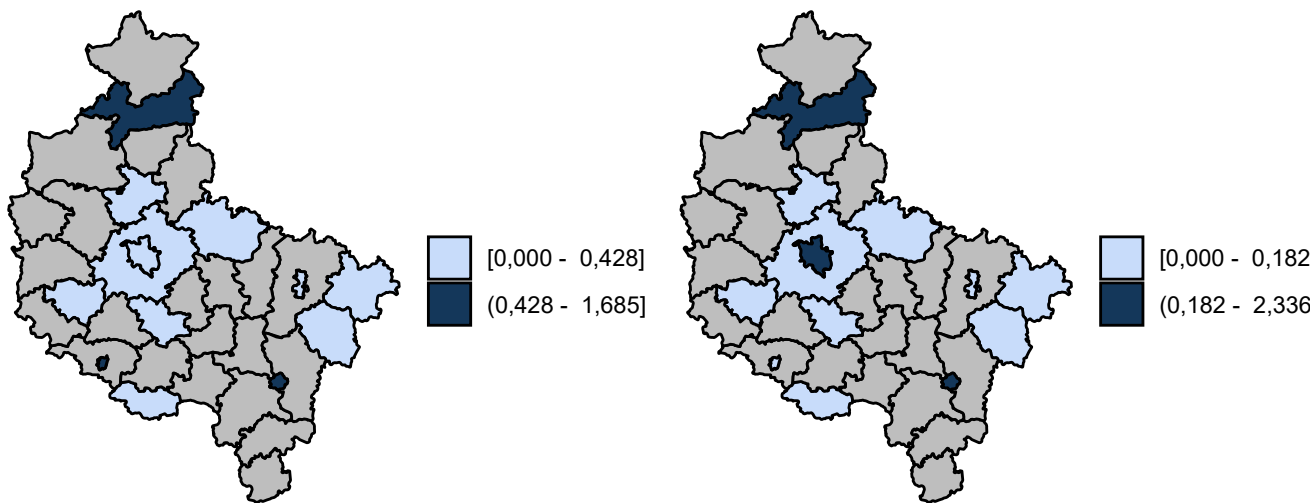 [0,000 - 0,428]
(0,428 - 1,685]
[0,000 - 0,182
(0,182 - 2,336